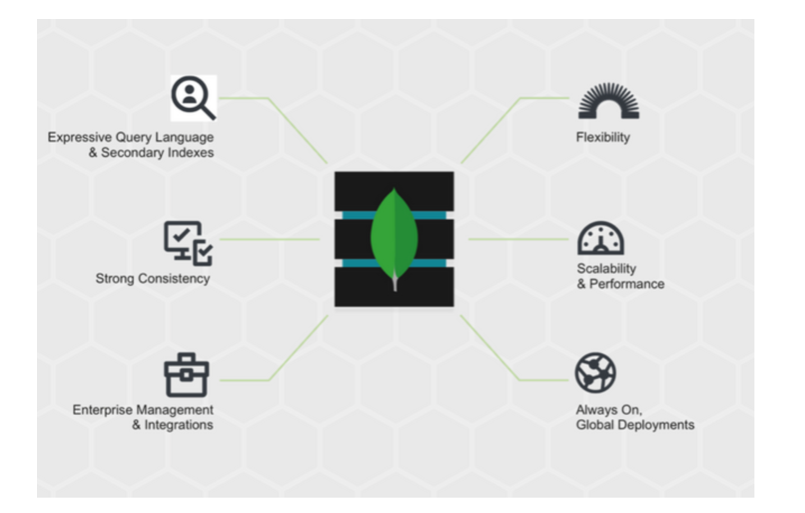 Expressive Query Language
& Secondary Indexes
Flexibility
Strong Consistency
Scalability
& Performance
Enterprise Management
& Integrations
Always On,
Global Deployments